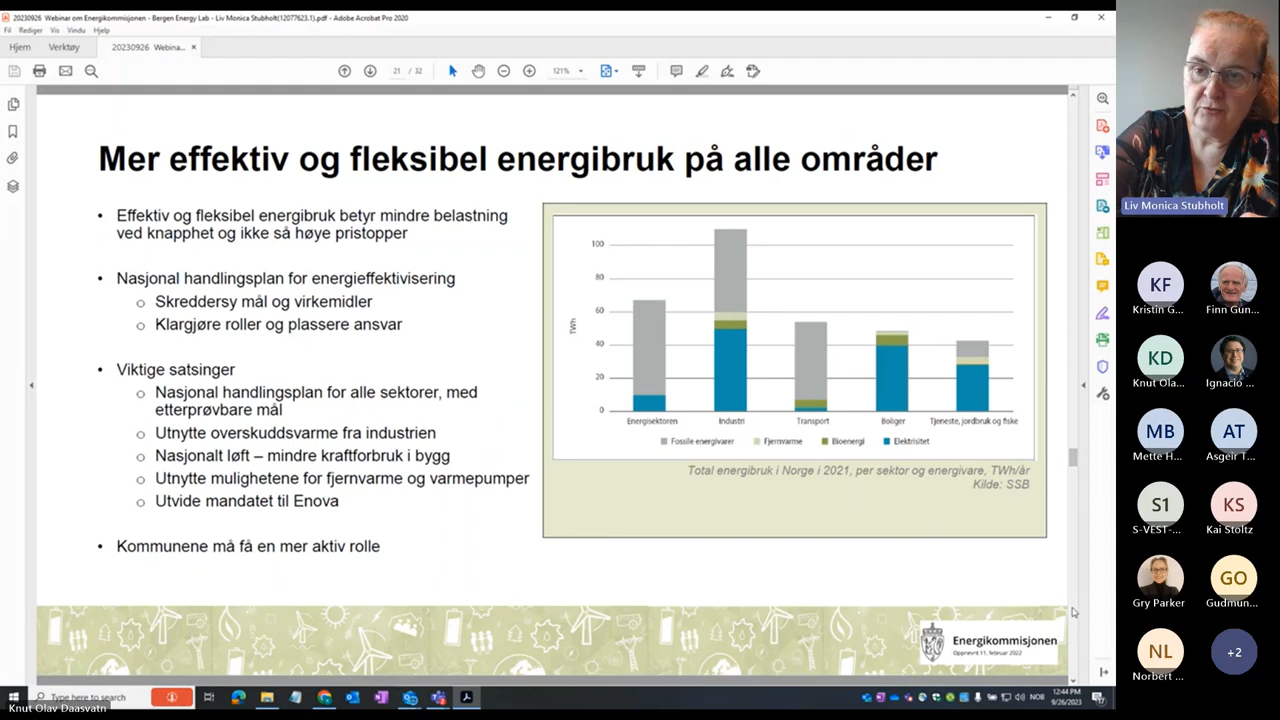 20230926 Webinar om Energikommisjonen - Bergen Energy Lab - Liv Monica Stubholt(12077623.1).pdf - Adobe Acrobat Pro 2020
Fil Rediger Vis Vindu Hjelp
Hjem Verktøy 20230926 Webina... ×
21 / 32 121%
Mer effektiv og fleksibel energibruk på alle områder
• Effektiv og fleksibel energibruk betyr mindre belastning
ved knapphet og ikke så høye pristopper
• Nasjonal handlingsplan for energieffektivisering
o Skreddersy mål og virkemidler
o Klargjøre roller og plassere ansvar
• Viktige satsinger
o Nasjonal handlingsplan for alle sektorer, med
etterprøvbare mål
o Utnytte overskuddsvarme fra industrien
o Nasjonalt løft – mindre kraftforbruk i bygg
o Utnytte mulighetene for fjernvarme og varmepumper
o Utvide mandatet til Enova
• Kommunene må få en mer aktiv rolle
100
80
60
40
20
0
TWh
Energisektoren Industri Transport Boliger Tjeneste, jordbruk og fiske
Fossile energivarer Fjernvarme Bioenergi Elektrisitet
Total energibruk i Norge i 2021, per sektor og energivare, TWh/år
Kilde: SSB
Energikommisjonen
Oppnevnt 11. februar 2022
Liv Monica Stubholt
KF
Kristin G... Finn Gun...
KD
Knut Ola... Ignacio ...
MB AT
Mette H... Asgeir T...
S1 KS
S-VEST-... Kai Stoltz
GO
Gry Parker Gudmun...
NL +2
Norbert ...
Type here to search
NOB
12:44 PM
9/26/2023
17
Knut Olav Daasvatn